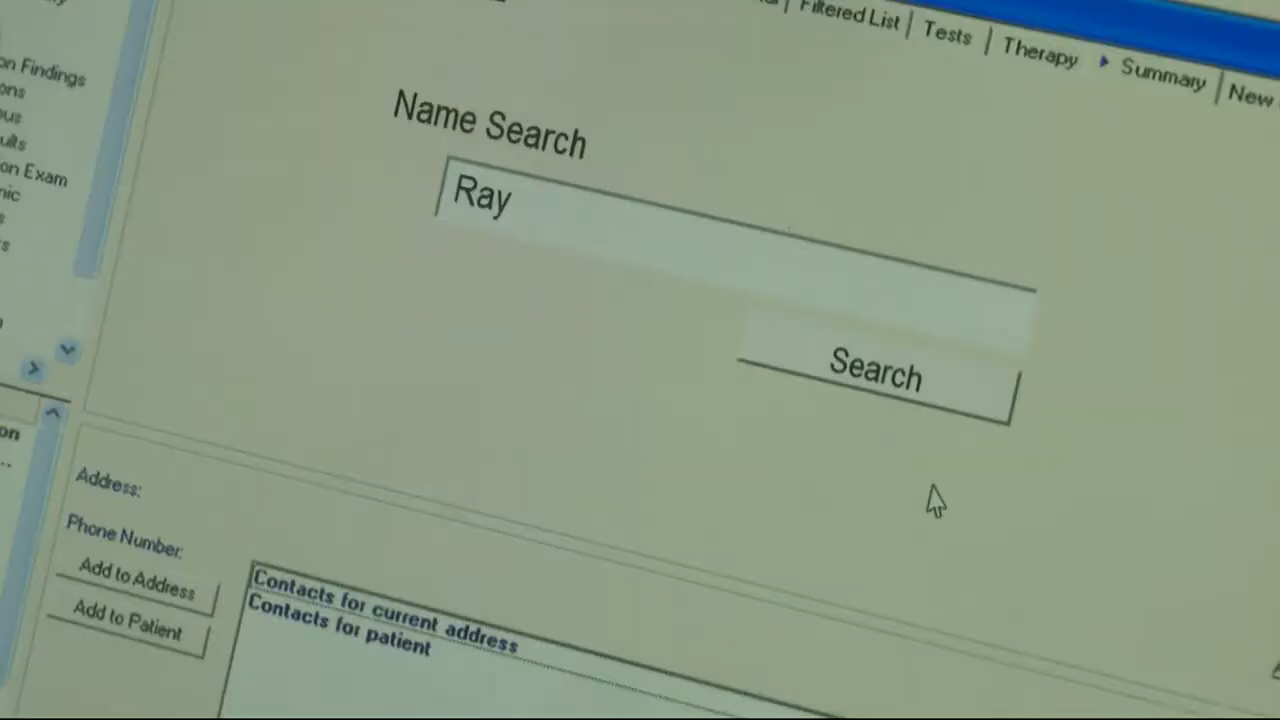 Filtered List | Tests | Therapy Summary | New
on Findings
ons
ults
on Exam
nic
Name Search
Ray
Search
on
Address:
Phone Number:
Add to Address
Add to Patient
Contacts for current address
Contacts for patient